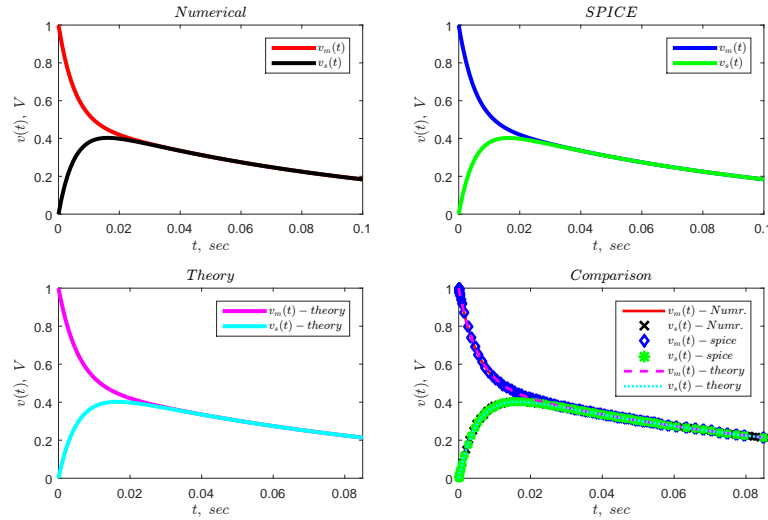 Numerical
v(t), V
1
0.8
0.6
0.4
0.2
0
v_m(t)
v_s(t)
0 0.02 0.04 0.06 0.08 0.1
t, sec
SPICE
v(t), V
1
0.8
0.6
0.4
0.2
0
v_m(t)
v_s(t)
0 0.02 0.04 0.06 0.08 0.1
t, sec
Theory
v(t), V
1
0.8
0.6
0.4
0.2
0
v_m(t) − theory
v_s(t) − theory
0 0.02 0.04 0.06 0.08
t, sec
Comparison
v(t), V
1
0.8
0.6
0.4
0.2
0
v_m(t) − Numr.
v_s(t) − Numr.
v_m(t) − spice
v_s(t) − spice
v_m(t) − theory
v_s(t) − theory
0 0.02 0.04 0.06 0.08
t, sec